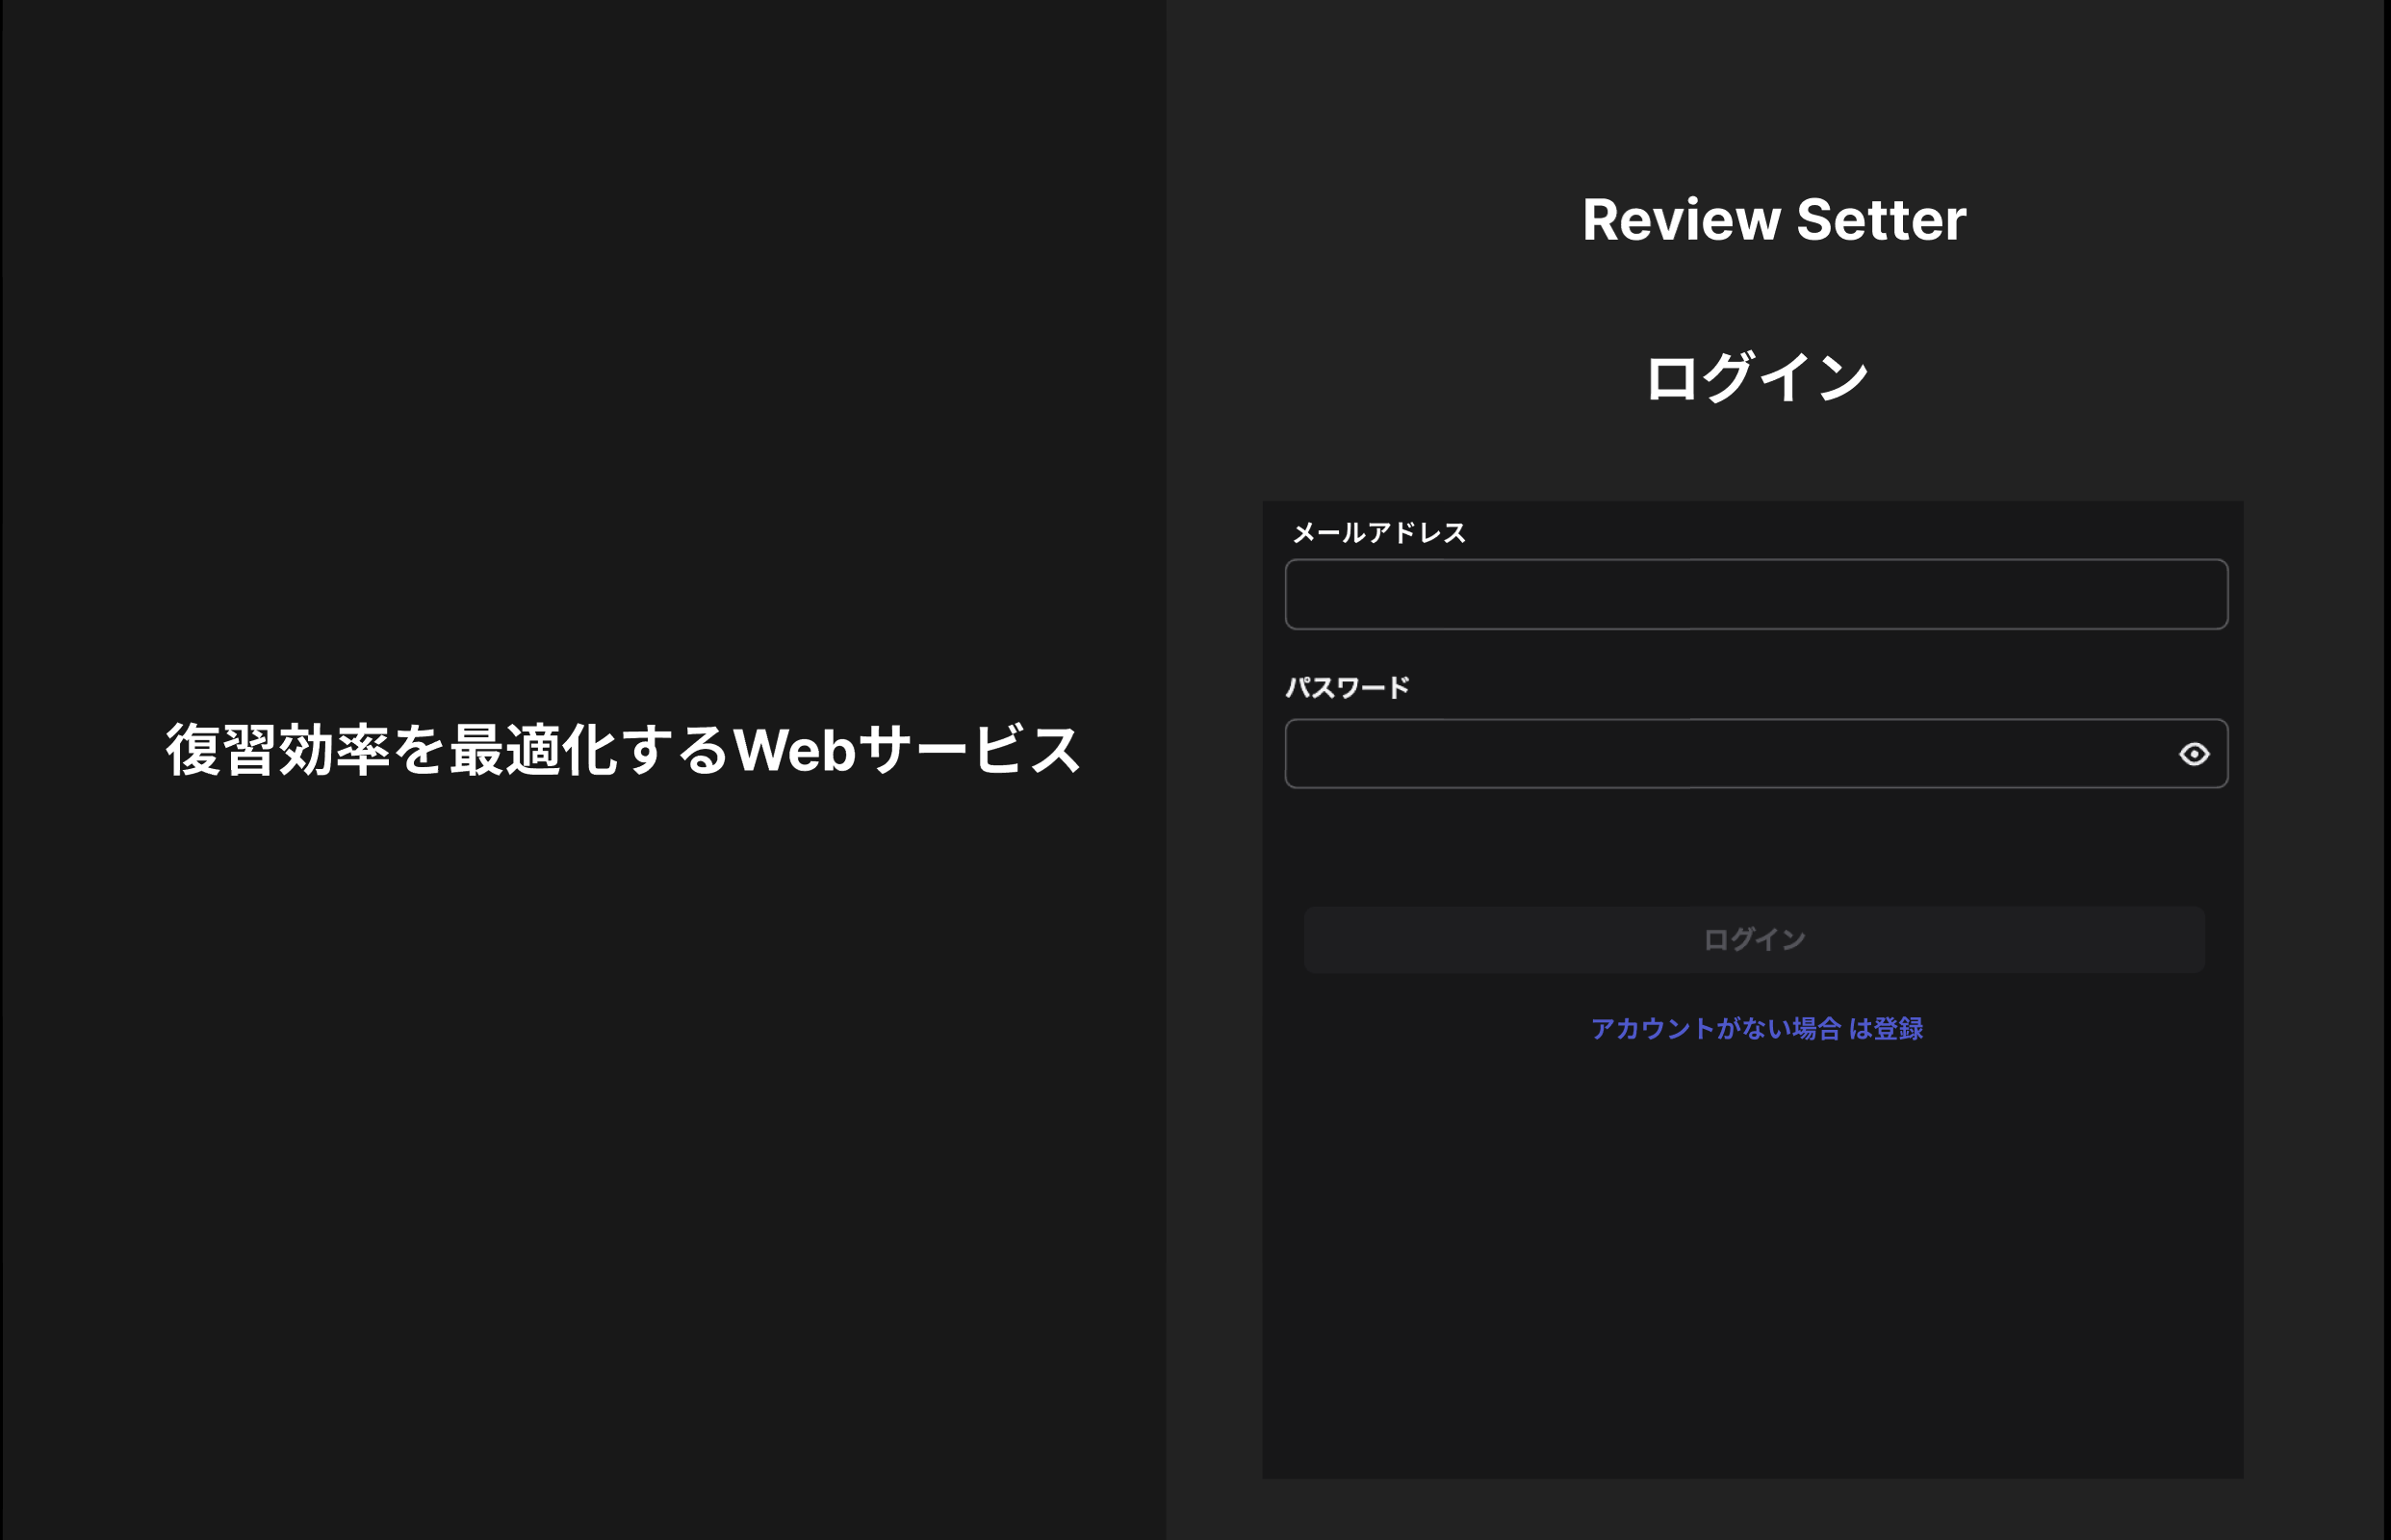 復習効率を最適化するWebサービス
Review Setter
ログイン
メールアドレス
パスワード
ログイン
アカウントがない場合は登録